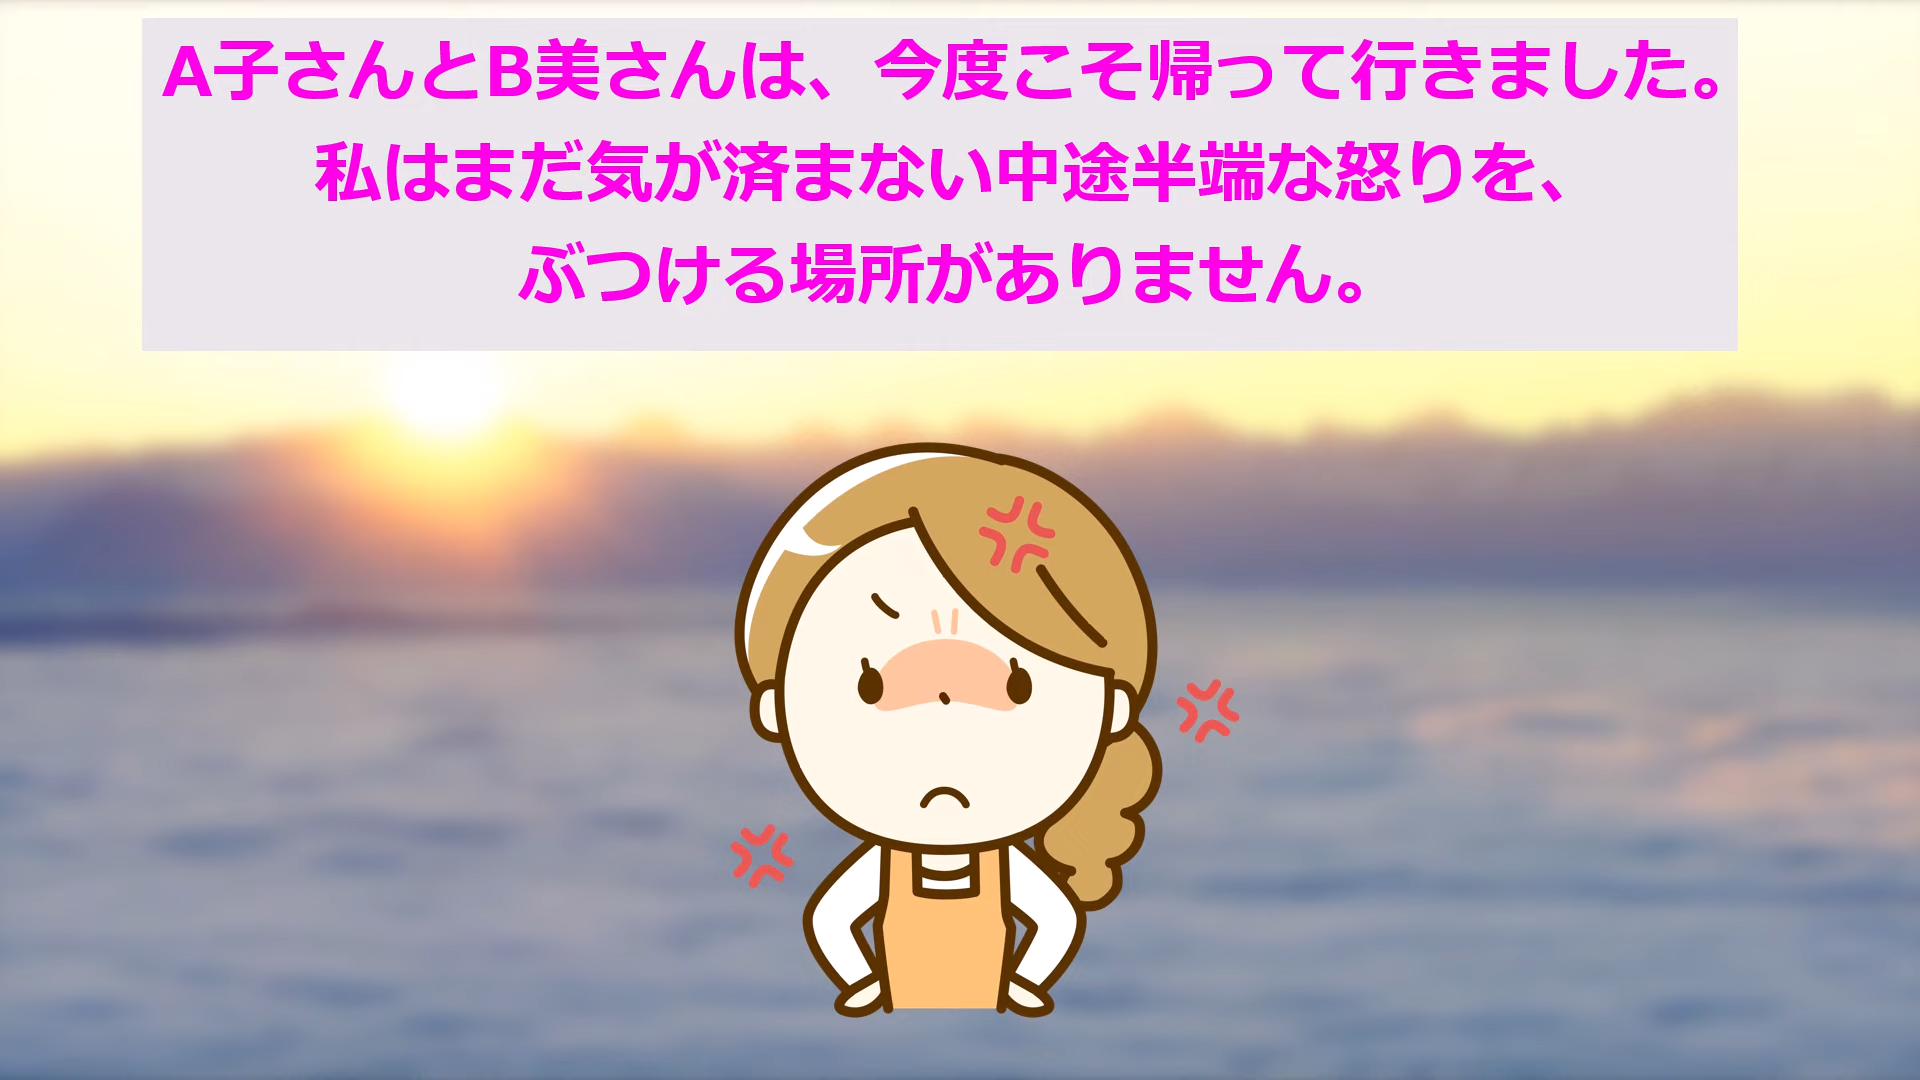 A子さんとB美さんは、今度こそ帰って行きました。
私はまだ気が済まない中途半端な怒りを、
ぶつける場所がありません。